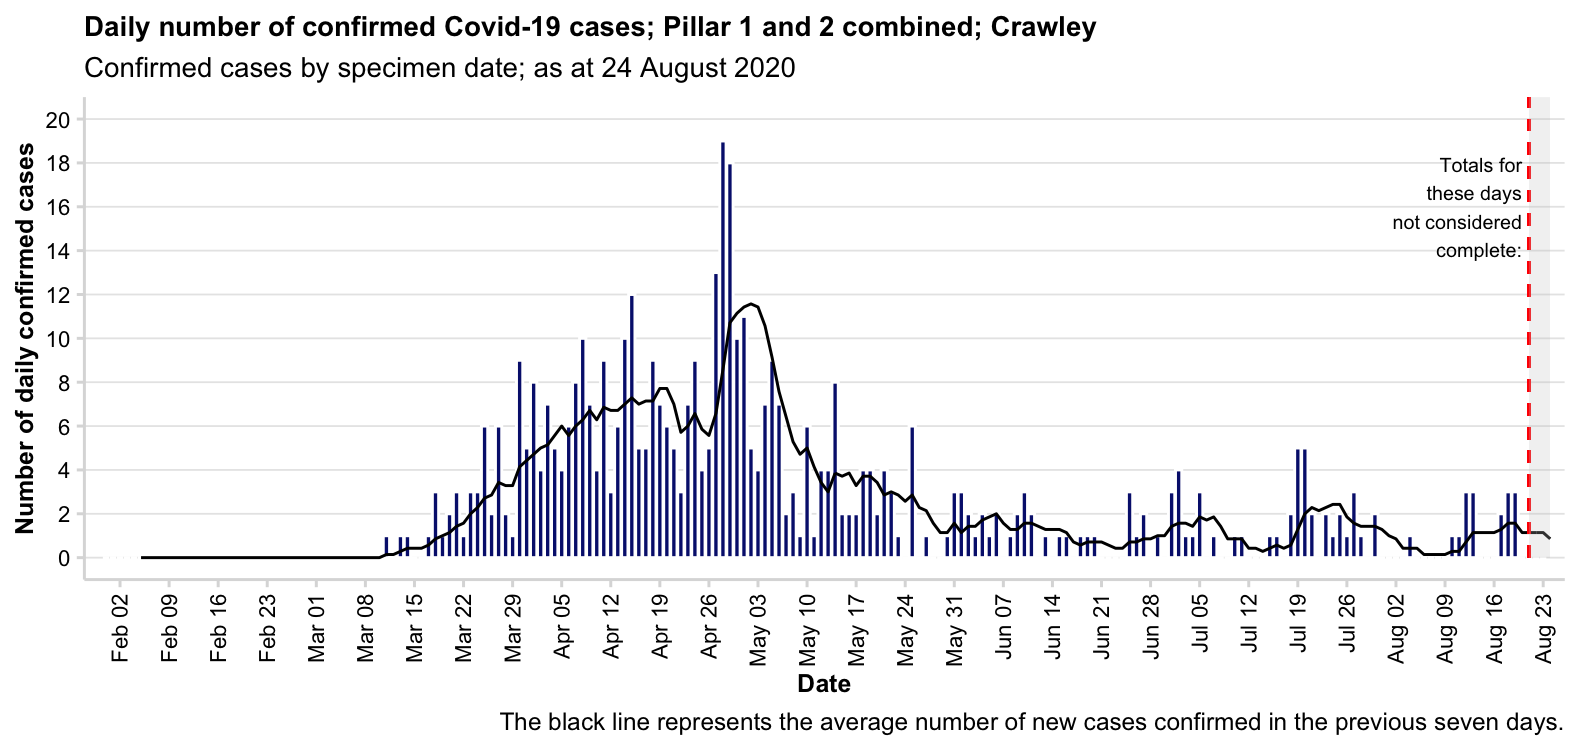 Daily number of confirmed Covid-19 cases; Pillar 1 and 2 combined; Crawley
Confirmed cases by specimen date; as at 24 August 2020
Number of daily confirmed cases
20
18
16
14
12
10
8
6
4
2
0
Totals for
these days
not considered
complete:
Feb 02
Feb 09
Feb 16
Feb 23
Mar 01
Mar 08
Mar 15
Mar 22
Mar 29
Apr 05
Apr 12
Apr 19
Apr 26
May 03
May 10
May 17
May 24
May 31
Jun 07
Jun 14
Jun 21
Jun 28
Jul 05
Jul 12
Jul 19
Jul 26
Aug 02
Aug 09
Aug 16
Aug 23
Date
The black line represents the average number of new cases confirmed in the previous seven days.